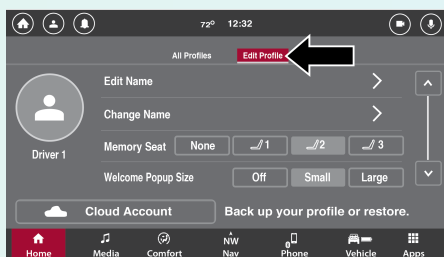 72° 12:32
All Profiles Edit Profile
Edit Name
Change Name
Driver 1
Memory Seat None 1 2 3
Welcome Popup Size Off Small Large
Cloud Account Back up your profile or restore.
NW
0
Home Media Comfort Nav Phone Vehicle Apps